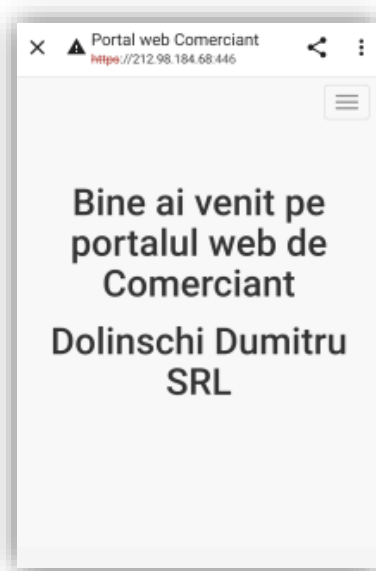 Portal web Comerciant
https://212.98.184.68:446
Bine ai venit pe
portalul web de
Comerciant
Dolinschi Dumitru
SRL